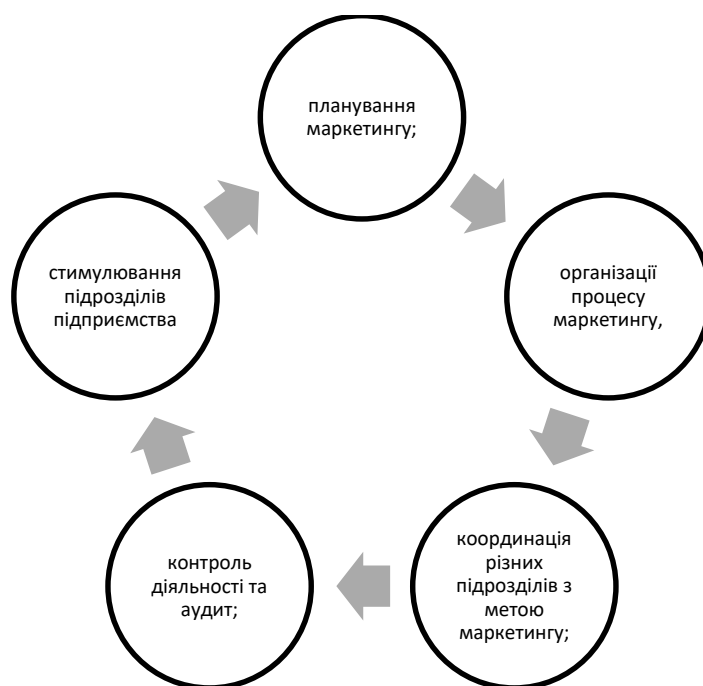 планування
маркетингу;
організації
процесу
маркетингу,
координація
різних
підрозділів з
метою
маркетингу;
контроль
діяльності та
аудит;
стимулювання
підрозділів
підприємства